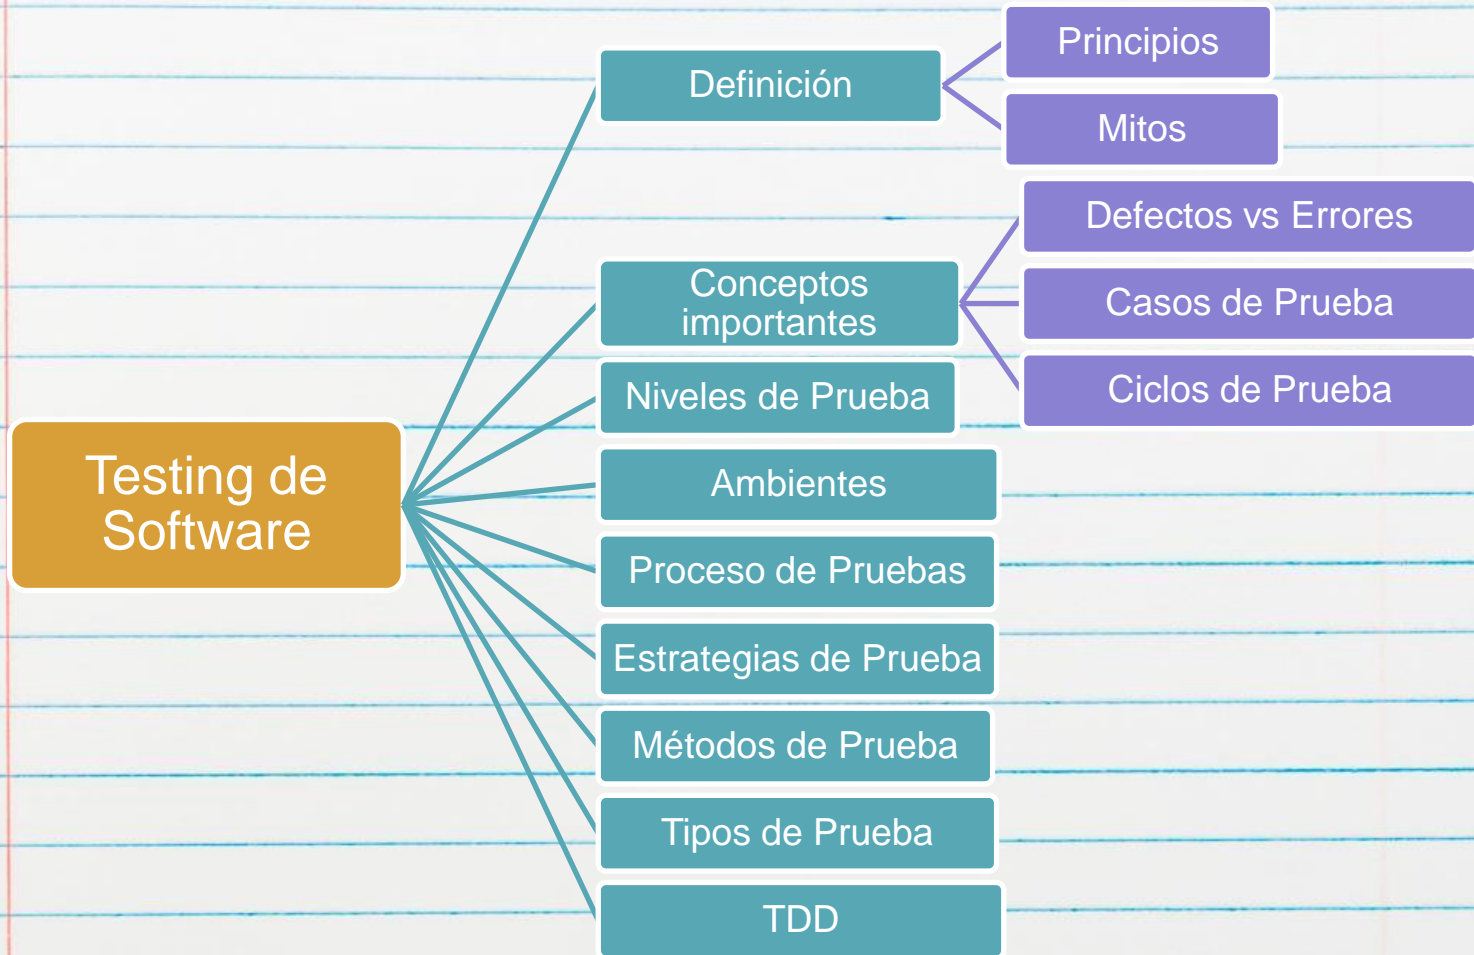 Testing de
Software
Definición
Principios
Mitos
Conceptos
importantes
Defectos vs Errores
Casos de Prueba
Ciclos de Prueba
Niveles de Prueba
Ambientes
Proceso de Pruebas
Estrategias de Prueba
Métodos de Prueba
Tipos de Prueba
TDD